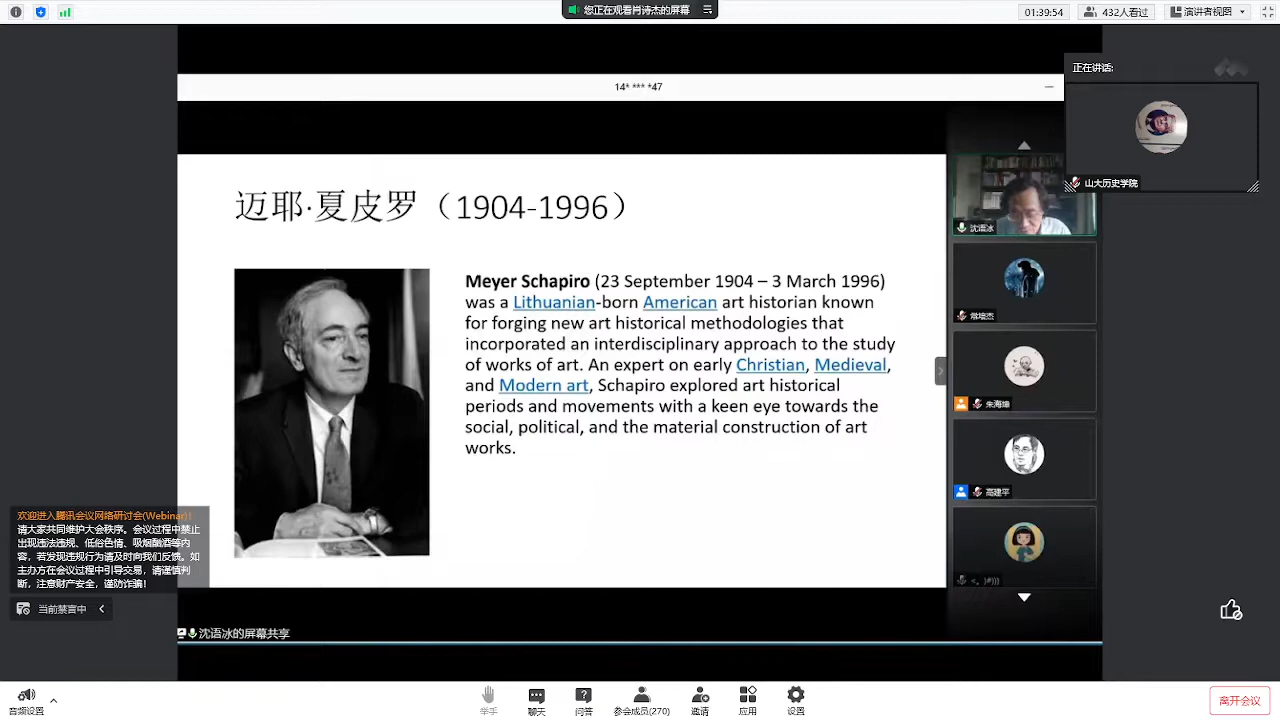 您正在观看肖诗杰的屏幕
01:39:54
432人看过
演讲者视图
正在讲话:
山大历史学院
14* *** *47
迈耶·夏皮罗（1904-1996）
Meyer Schapiro (23 September 1904 – 3 March 1996)
was a Lithuanian-born American art historian known
for forging new art historical methodologies that
incorporated an interdisciplinary approach to the study
of works of art. An expert on early Christian, Medieval,
and Modern art, Schapiro explored art historical
periods and movements with a keen eye towards the
social, political, and the material construction of art
works.
沈语冰
常培杰
高建平
<。)#)))
欢迎进入腾讯会议网络研讨会(Webinar)!
请大家共同维护大会秩序。会议过程中禁止
出现违法违规、低俗色情、吸烟酗酒等内
容，若发现违规行为请及时向我们反馈。如
主办方在会议过程中引导交易，请谨慎判
断，注意财产安全，谨防诈骗!
当前禁言中
沈语冰的屏幕共享
音频设置
举手
聊天
问答
参会成员(270)
邀请
应用
设置
离开会议